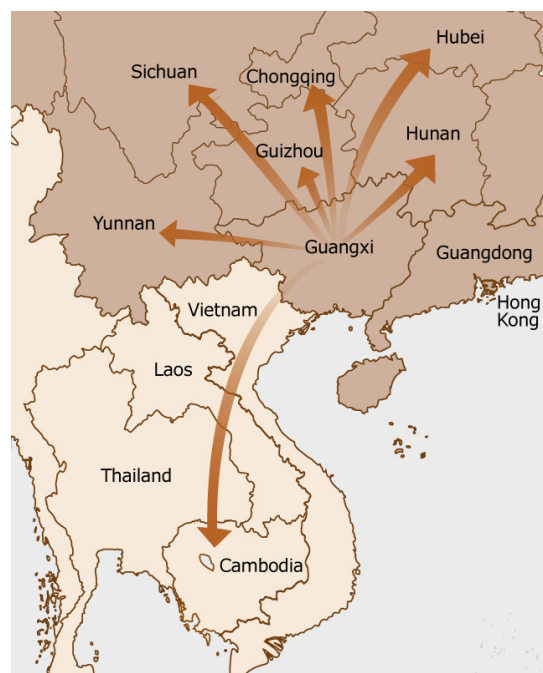 Hubei
Sichuan
Chongqing
Hunan
Guizhou
Yunnan
Guangxi
Guangdong
Vietnam
Hong
Kong
Laos
Thailand
Cambodia